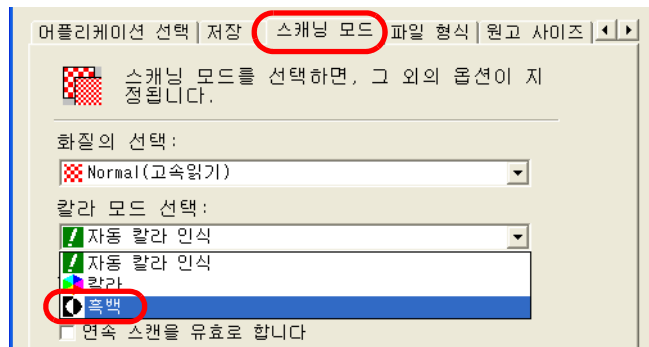 어플리케이션 선택 저장 스캐닝 모드 파일 형식 원고 사이즈
스캐닝 모드를 선택하면, 그 외의 옵션이 지
정됩니다.
화질의 선택:
Normal(고속읽기)
칼라 모드 선택:
자동 칼라 인식
자동 칼라 인식
칼라
흑백
연속 스캔을 유효로 합니다